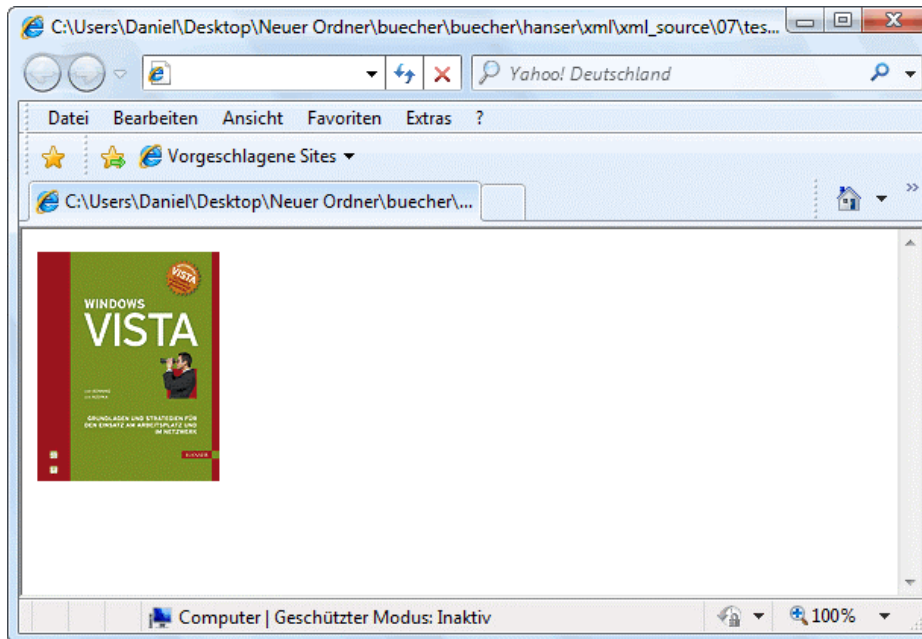 C:\Users\Daniel\Desktop\Neuer Ordner\buecher\buecher\hanser\xml\xml_source\07\tes...
Yahoo! Deutschland
Datei Bearbeiten Ansicht Favoriten Extras ?
Vorgeschlagene Sites
C:\Users\Daniel\Desktop\Neuer Ordner\buecher\...
VISTA
WINDOWS
VISTA
GRUNDLAGEN UND STRATEGIEN FÜR
DEN EINSATZ AM ARBEITSPLATZ UND
IM NETZWERK
HANSER
Computer | Geschützter Modus: Inaktiv
100%